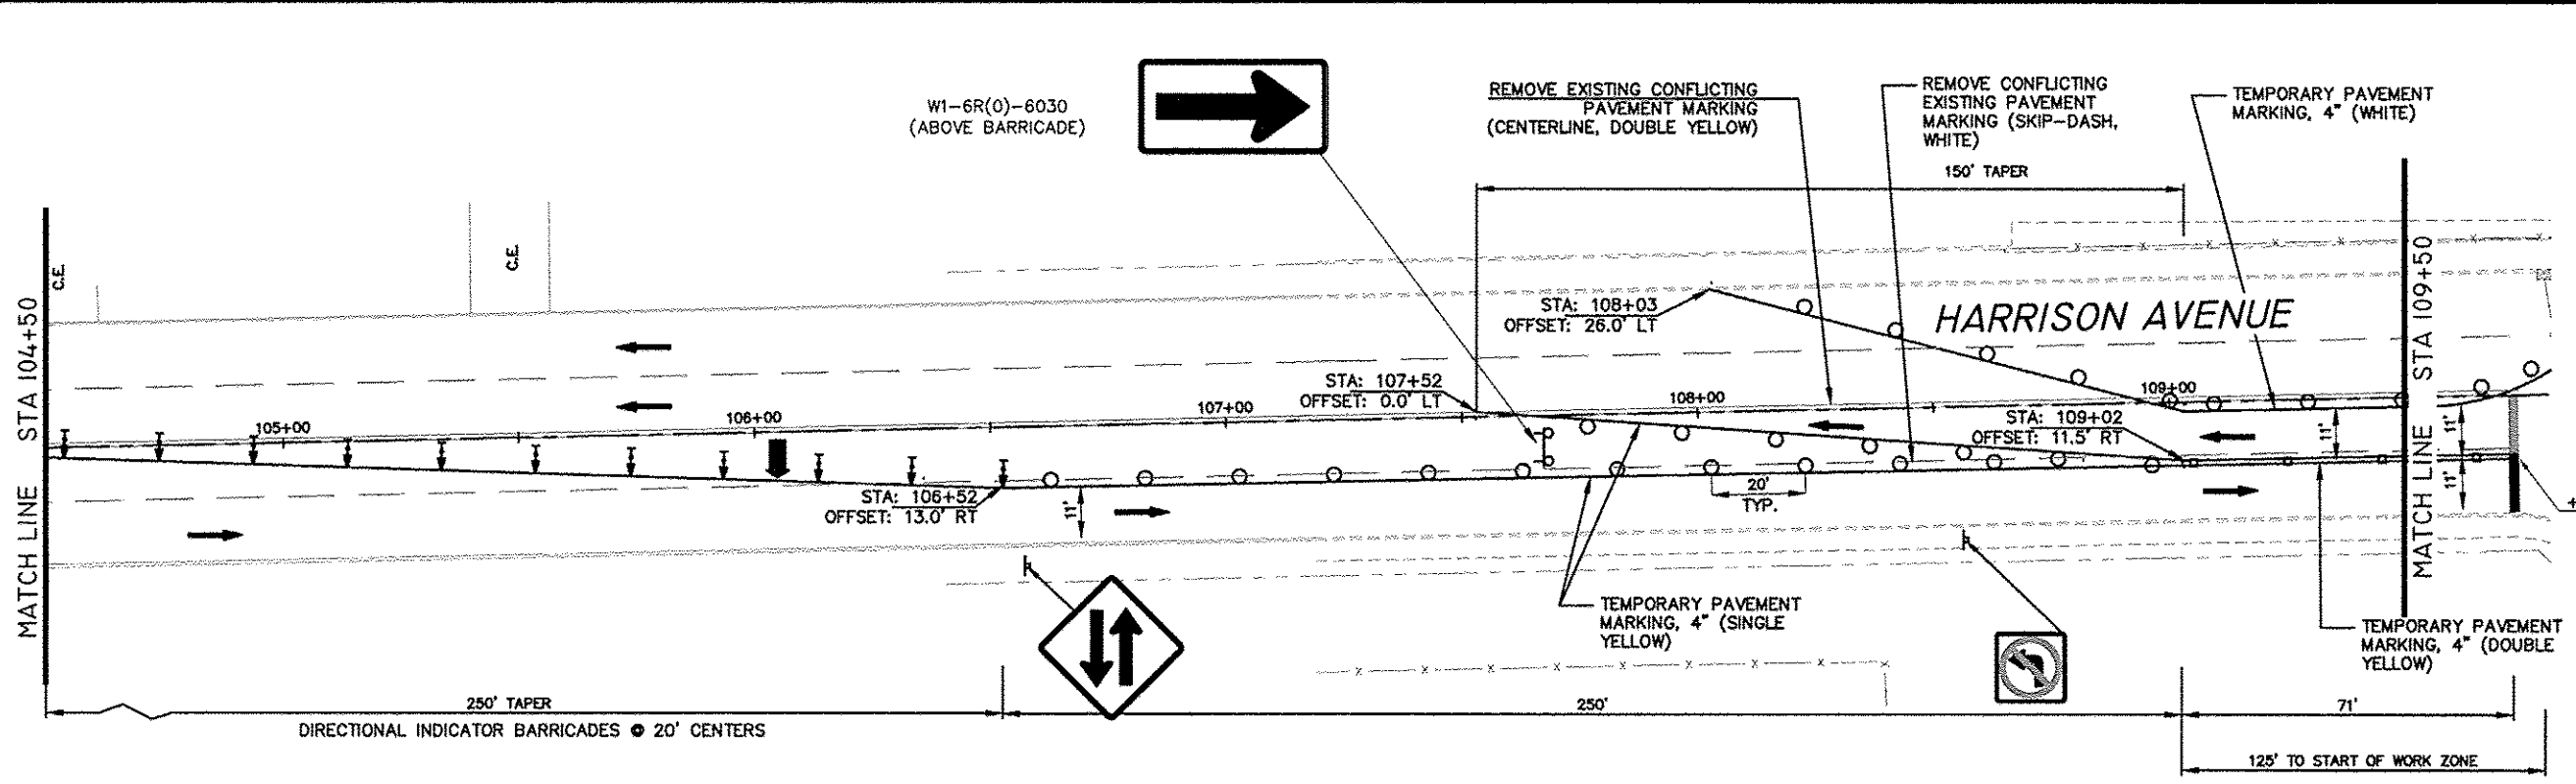 W1-6R(O)-6030
(ABOVE BARRICADE)
REMOVE EXISTING CONFLICTING
PAVEMENT MARKING
(CENTERLINE, DOUBLE YELLOW)
REMOVE CONFLICTING
EXISTING PAVEMENT
MARKING (SKIP-DASH,
WHITE)
TEMPORARY PAVEMENT
MARKING, 4" (WHITE)
150' TAPER
C.E.
C.E.
MATCH LINE STA 104+50
STA: 108+03
OFFSET: 26.0' LT
HARRISON AVENUE
MATCH LINE STA 109+50
STA: 107+52
OFFSET: 0.0' LT
105+00
106+00
107+00
108+00
109+00
STA: 109+02
OFFSET: 11.5' RT
11'
11'
11'
STA: 106+52
OFFSET: 13.0' RT
11'
20'
TYP.
TEMPORARY PAVEMENT
MARKING, 4" (SINGLE
YELLOW)
TEMPORARY PAVEMENT
MARKING, 4" (DOUBLE
YELLOW)
250' TAPER
250'
71'
DIRECTIONAL INDICATOR BARRICADES @ 20' CENTERS
125' TO START OF WORK ZONE